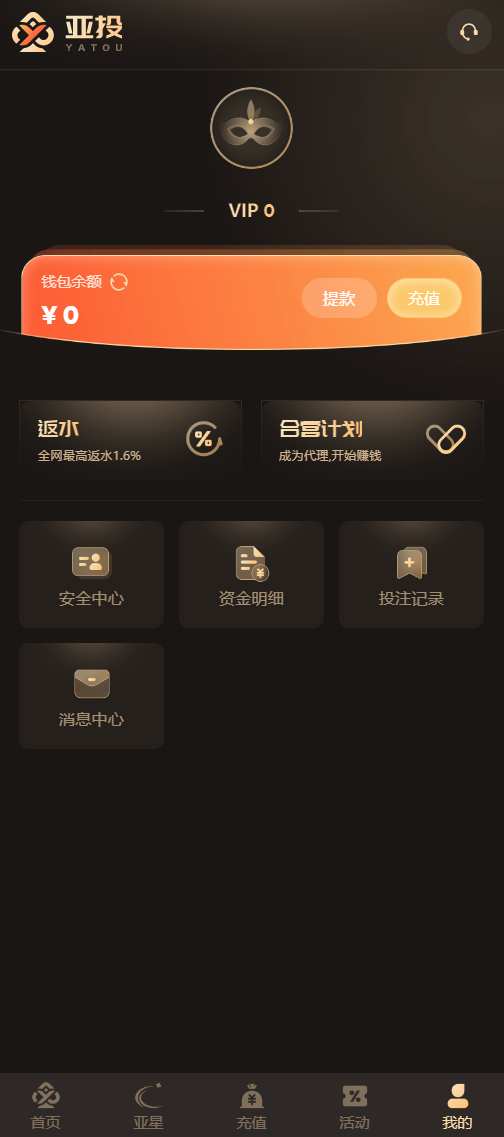 亚投
YATOU
VIP 0
钱包余额
¥ 0
提款
充值
返水
全网最高返水1.6%
合营计划
成为代理,开始赚钱
安全中心
资金明细
投注记录
消息中心
首页
亚星
充值
活动
我的